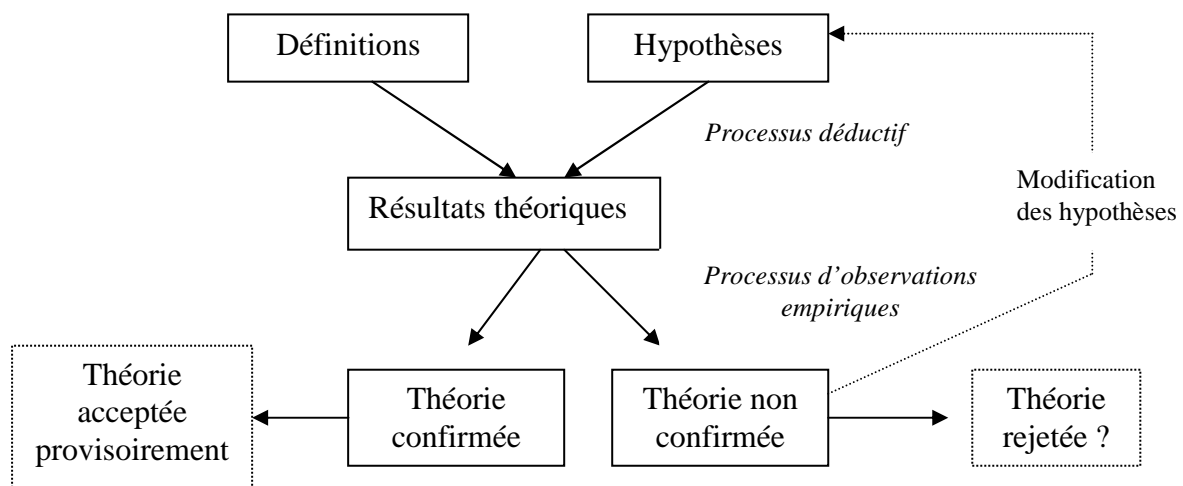 Définitions
Hypothèses
Processus déductif
Modification
des hypothèses
Résultats théoriques
Processus d’observations
empiriques
Théorie
acceptée
provisoirement
Théorie
confirmée
Théorie non
confirmée
Théorie
rejetée ?